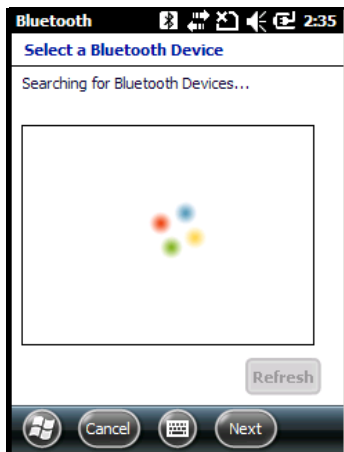 Bluetooth 2:35
Select a Bluetooth Device
Searching for Bluetooth Devices...
Refresh
Cancel Next